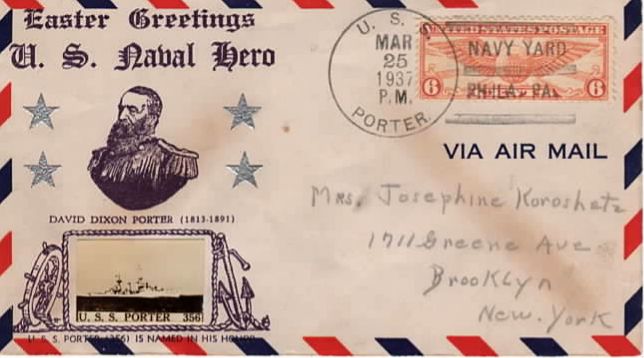 Easter Greetings
U. S. Naval Hero
DAVID DIXON PORTER (1813-1891)
U. S. S. PORTER 356
U. S. S. PORTER (356) IS NAMED IN HIS HONOR
U. S. S.
MAR
25
1937
P.M.
PORTER
UNITED STATES POSTAGE
NAVY YARD
PHILA. PA.
6 6
VIA AIR MAIL
Mrs. Josephine Koroshetz
1711 Greene Ave
Brooklyn
New. York